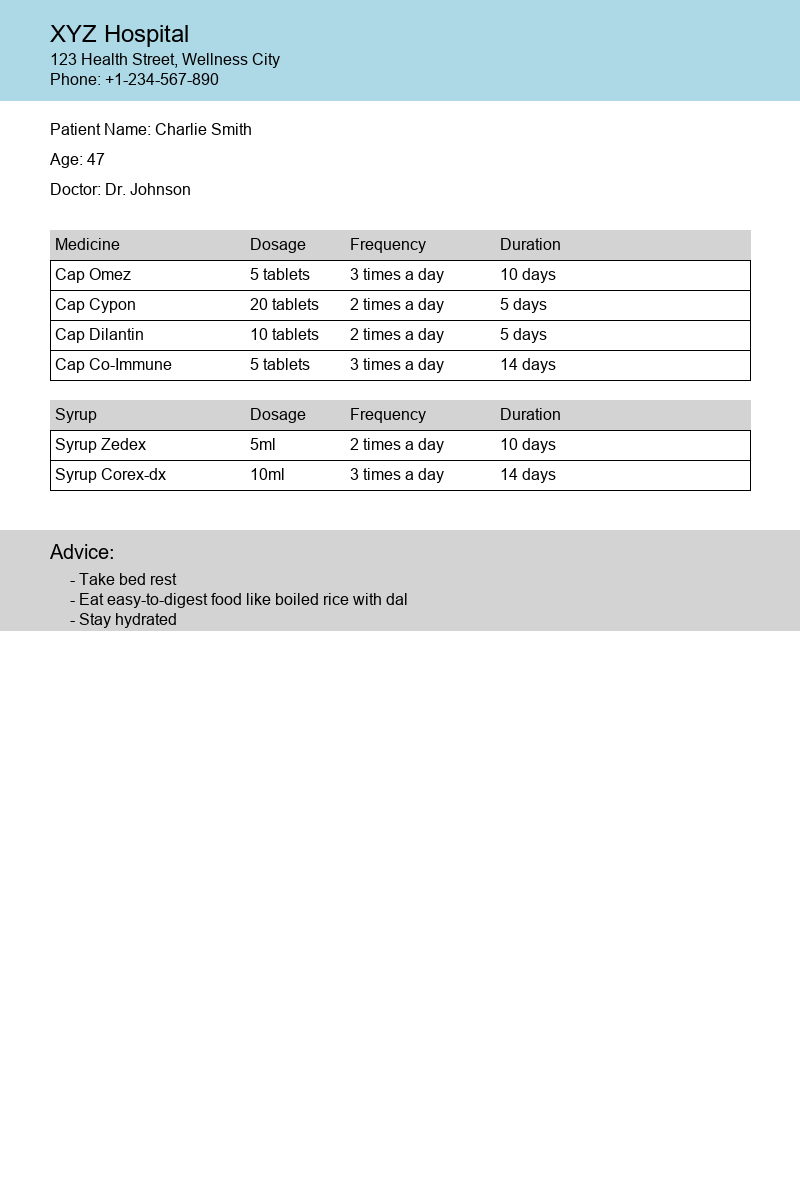 XYZ Hospital
123 Health Street, Wellness City
Phone: +1-234-567-890
Patient Name: Charlie Smith
Age: 47
Doctor: Dr. Johnson
Medicine Dosage Frequency Duration
Cap Omez 5 tablets 3 times a day 10 days
Cap Cypon 20 tablets 2 times a day 5 days
Cap Dilantin 10 tablets 2 times a day 5 days
Cap Co-Immune 5 tablets 3 times a day 14 days
Syrup Dosage Frequency Duration
Syrup Zedex 5ml 2 times a day 10 days
Syrup Corex-dx 10ml 3 times a day 14 days
Advice:
- Take bed rest
- Eat easy-to-digest food like boiled rice with dal
- Stay hydrated